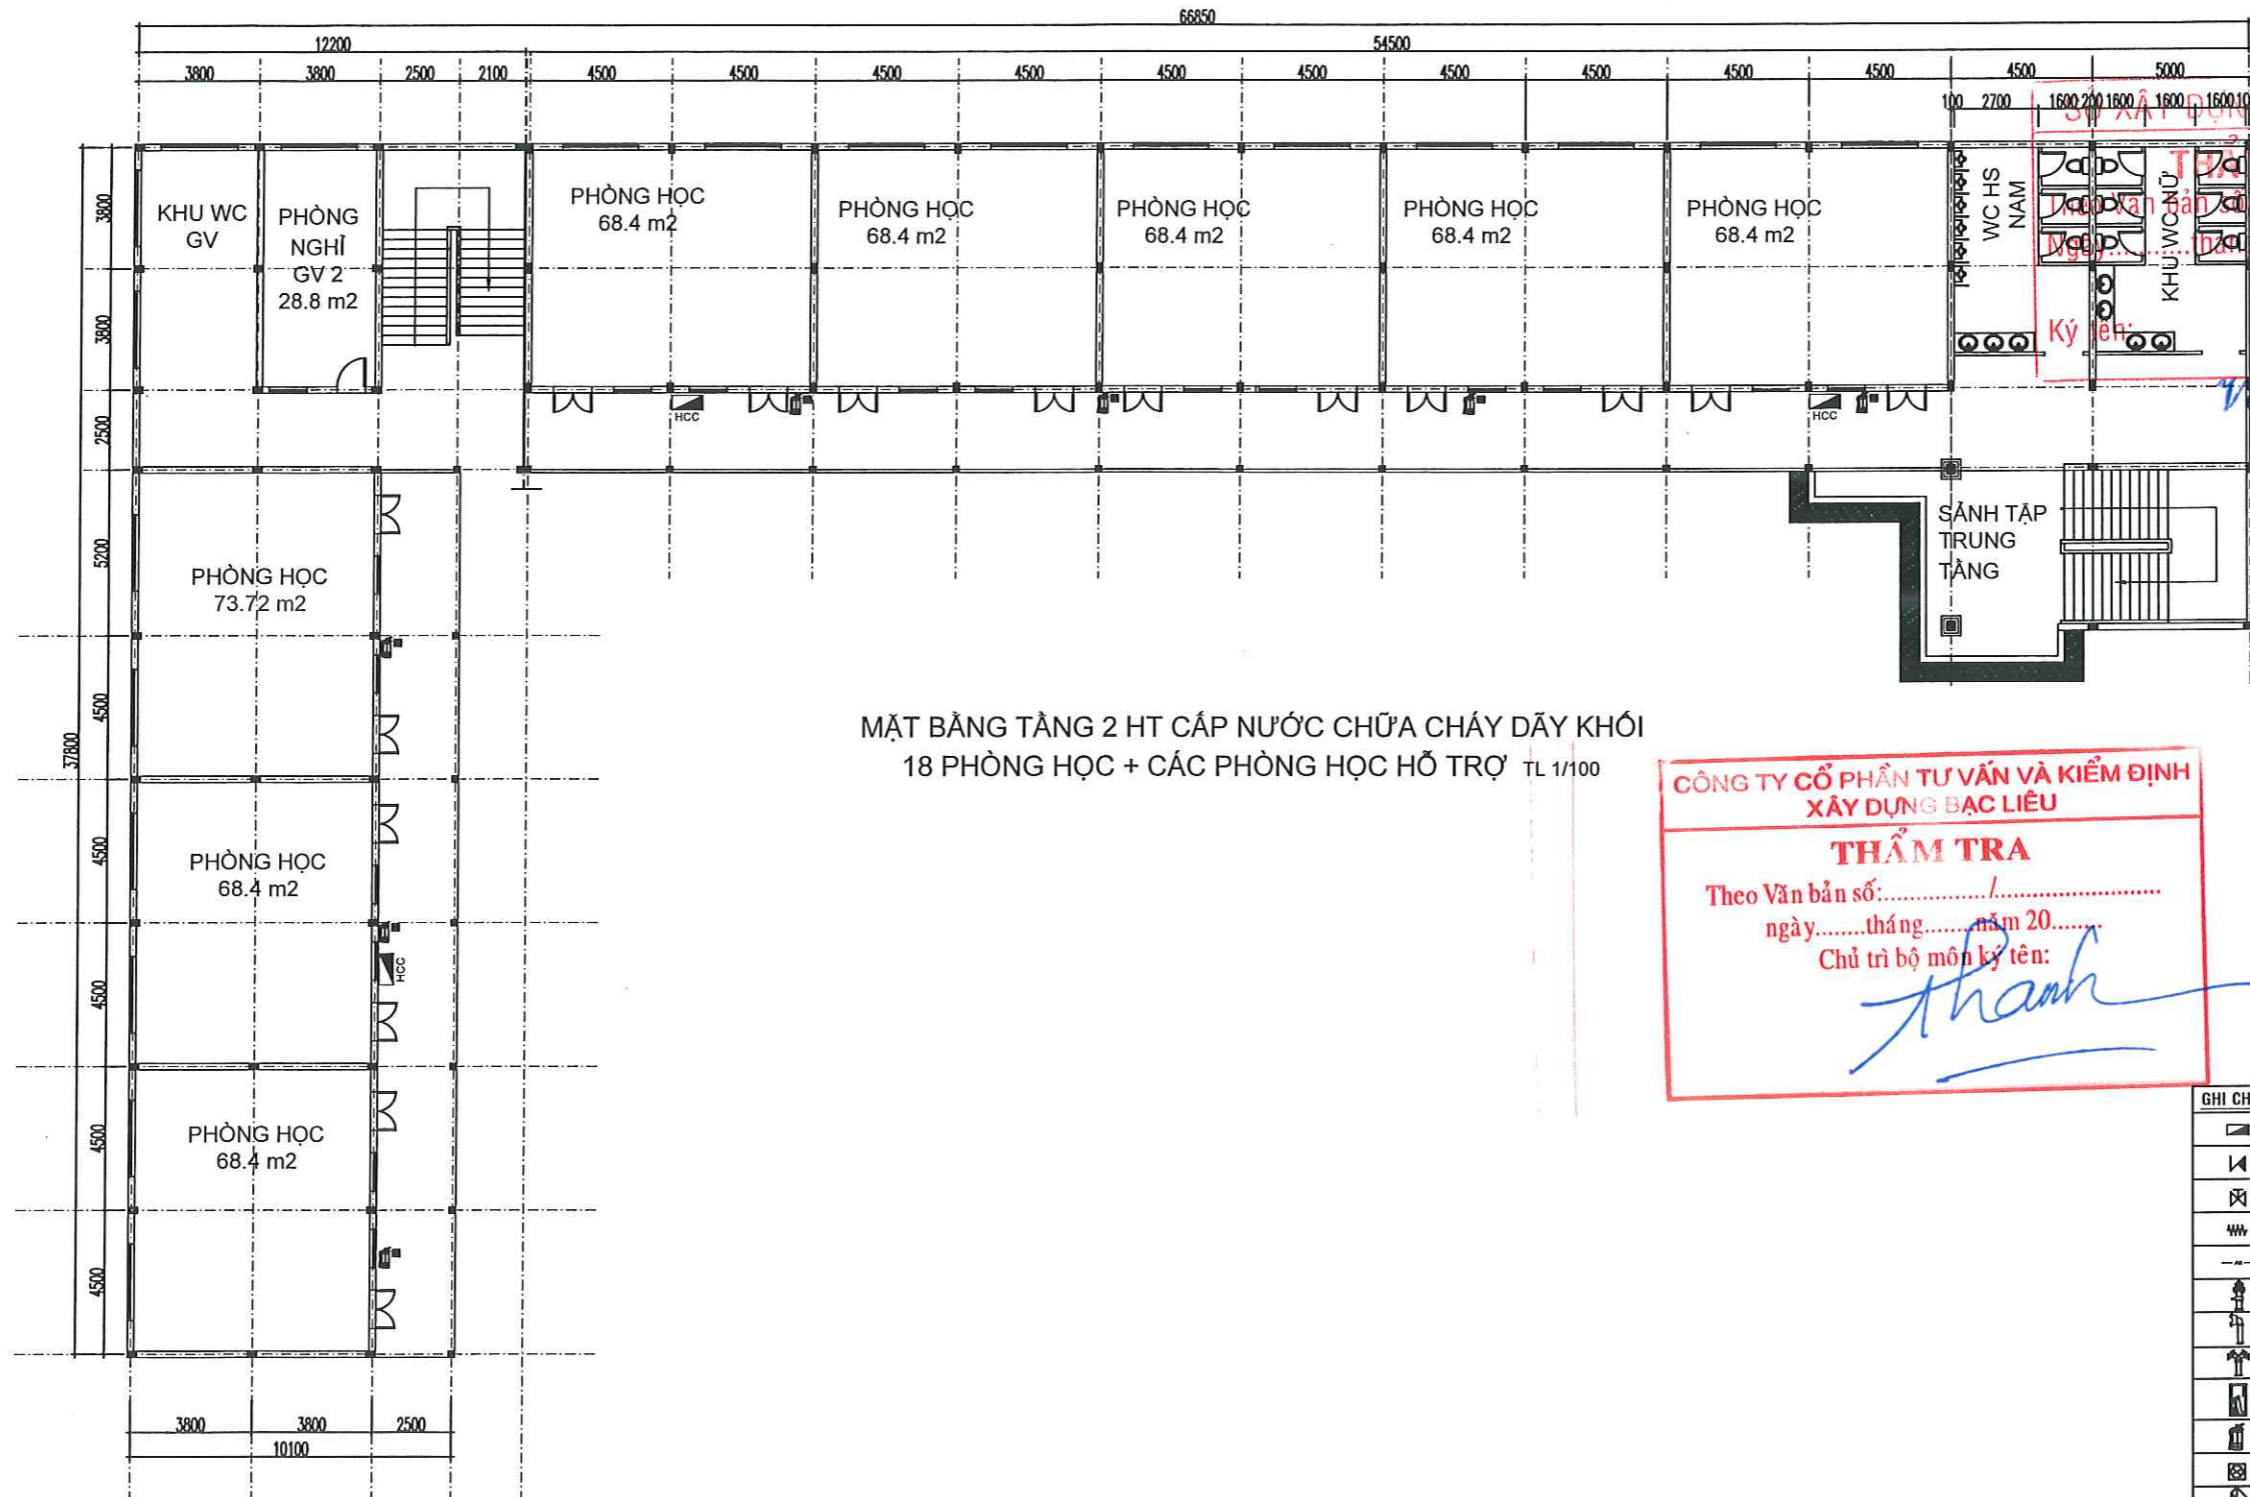 66850
12200
54500
3800
3800
2500
2100
4500
4500
4500
4500
4500
4500
4500
4500
4500
4500
4500
5000
100
2700
1600
200
1600
1600
1600
KHU WC
GV
PHÒNG
NGHỈ
GV 2
28.8 m2
PHÒNG HỌC
68.4 m2
PHÒNG HỌC
68.4 m2
PHÒNG HỌC
68.4 m2
PHÒNG HỌC
68.4 m2
PHÒNG HỌC
68.4 m2
WC HS
NAM
KHU WC NỮ
Ký tên:
HCC
HCC
3800
3800
2500
5200
4500
4500
4500
4500
4500
37800
SẢNH TẬP
TRUNG
TẦNG
PHÒNG HỌC
73.72 m2
PHÒNG HỌC
68.4 m2
HCC
PHÒNG HỌC
68.4 m2
MẶT BẰNG TẦNG 2 HT CẤP NƯỚC CHỮA CHÁY DÃY KHỐI
18 PHÒNG HỌC + CÁC PHÒNG HỌC HỖ TRỢ TL 1/100
CÔNG TY CỔ PHẦN TƯ VẤN VÀ KIỂM ĐỊNH
XÂY DỰNG BẠC LIÊU
THẨM TRA
Theo Văn bản số:............../......................
ngày........tháng........năm 20.......
Chủ trì bộ môn ký tên:
Thanh
GHI CH
3800
3800
2500
10100